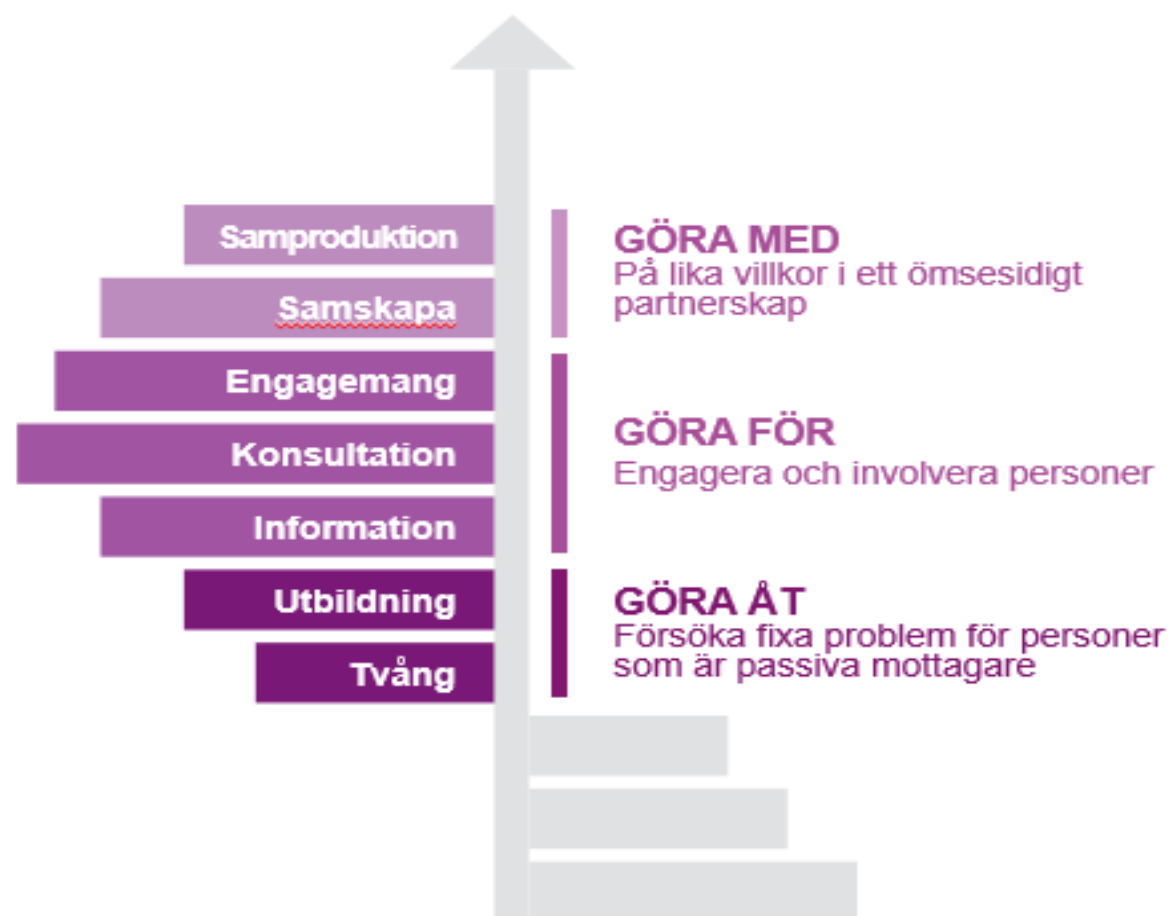 Samproduktion
Samskapa
Engagemang
Konsultation
Information
Utbildning
Tvång
GÖRA MED
På lika villkor i ett ömsesidigt
partnerskap
GÖRA FÖR
Engagera och involvera personer
GÖRA ÅT
Försöka fixa problem för personer
som är passiva mottagare